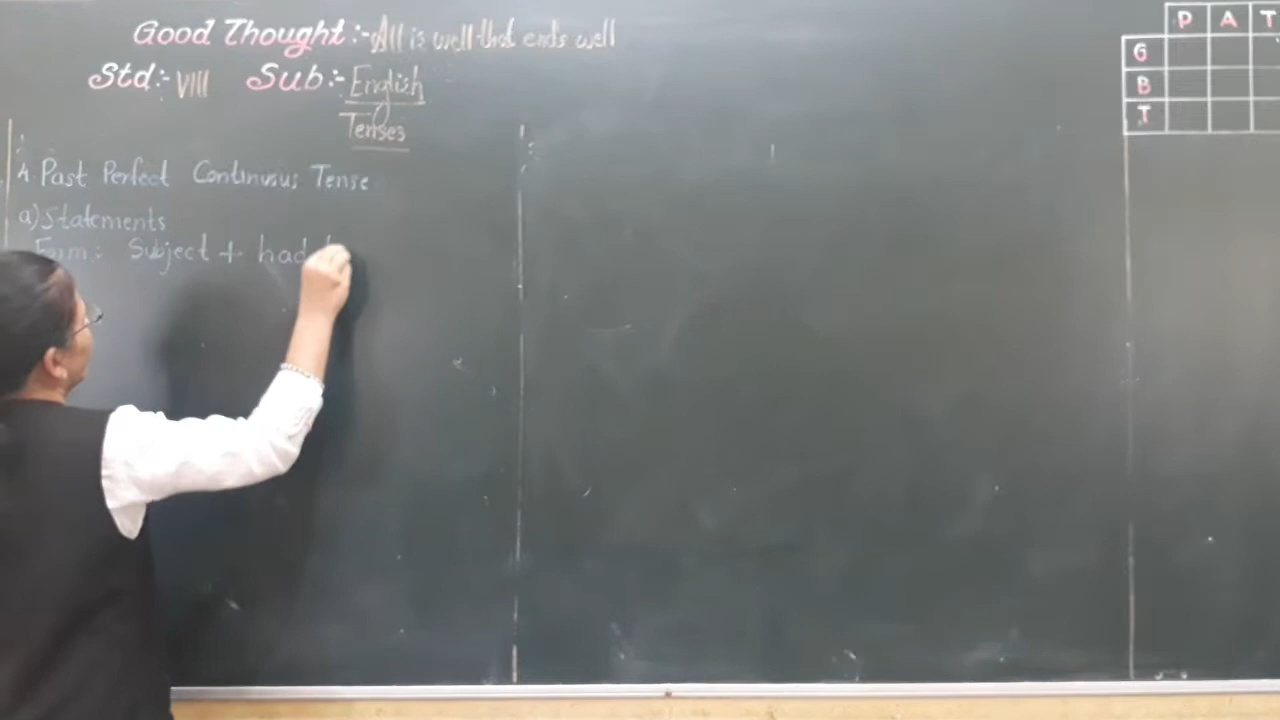 Good Thought :- All is well that ends well
Std:- VIII Sub:- English
Tenses
4. Past Perfect Continusus Tense
a) Statements
Form: Subject + had
P A T
G
B
T